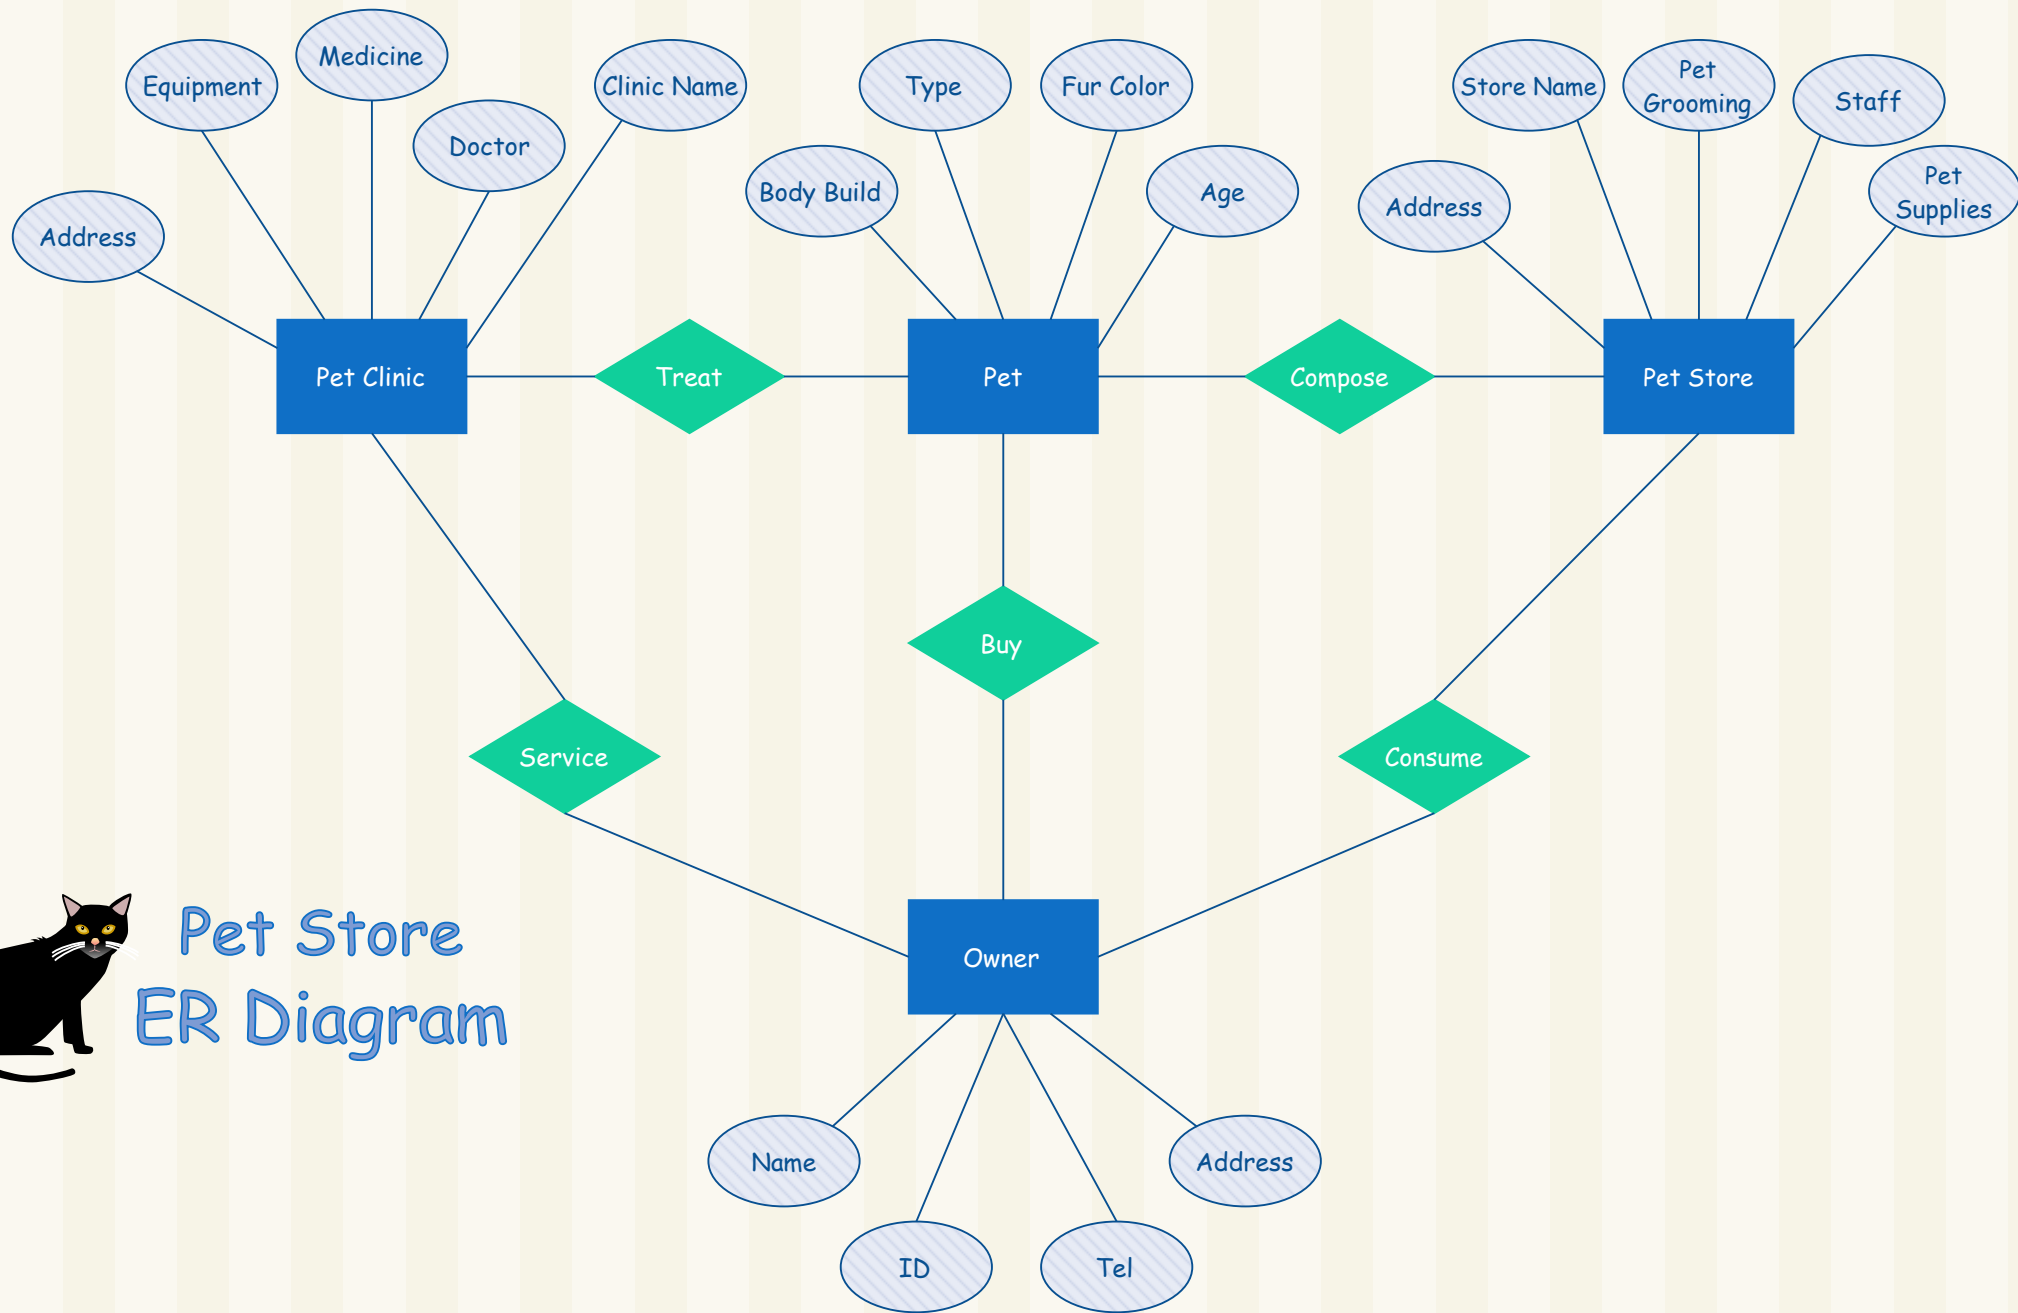 Medicine
Equipment
Clinic Name
Doctor
Address
Type
Fur Color
Body Build
Age
Store Name
Pet
Grooming
Staff
Pet
Supplies
Address
Pet Clinic
Treat
Pet
Compose
Pet Store
Buy
Service
Consume
Owner
Pet Store
ER Diagram
Name
Address
ID
Tel